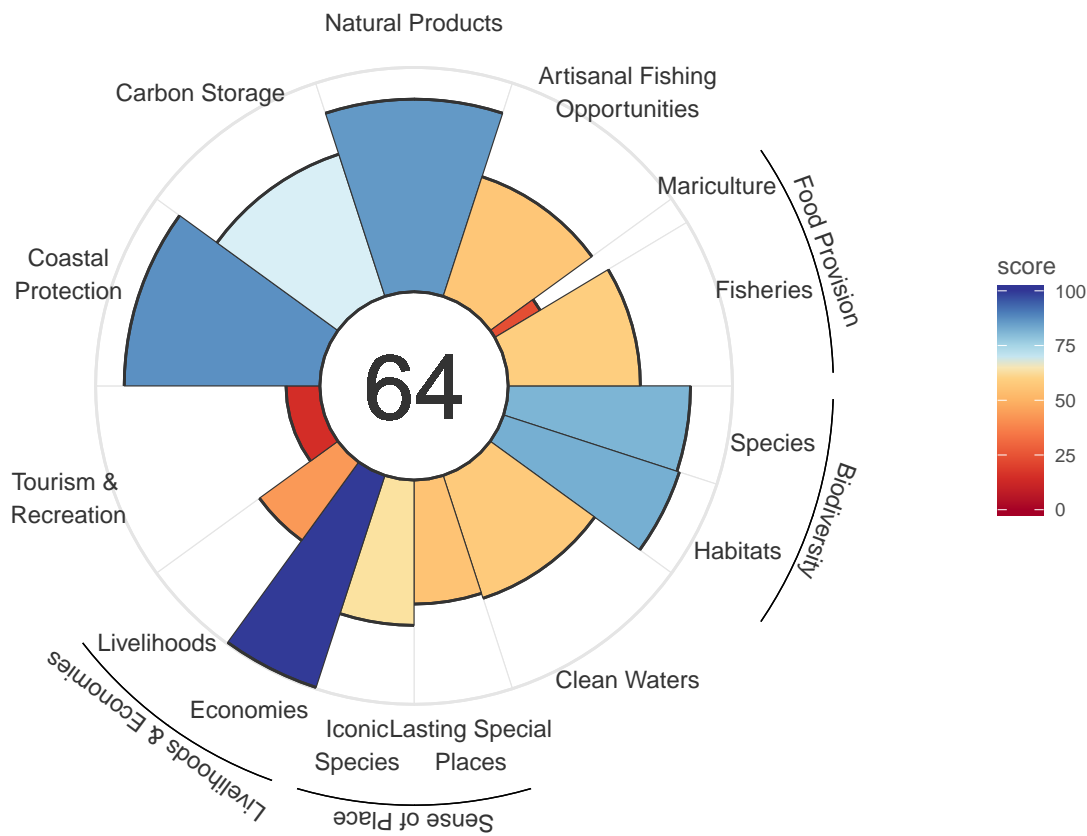 Natural Products
Artisanal Fishing
Opportunities
Carbon Storage
Mariculture
Food Provision
Coastal
Protection
Fisheries
score
100
75
50
25
0
64
Species
Biodiversity
Tourism &
Recreation
Habitats
Livelihoods
Clean Waters
Livelihoods & Economies
Economies
Iconic
Species
Lasting Special
Places
Sense of Place